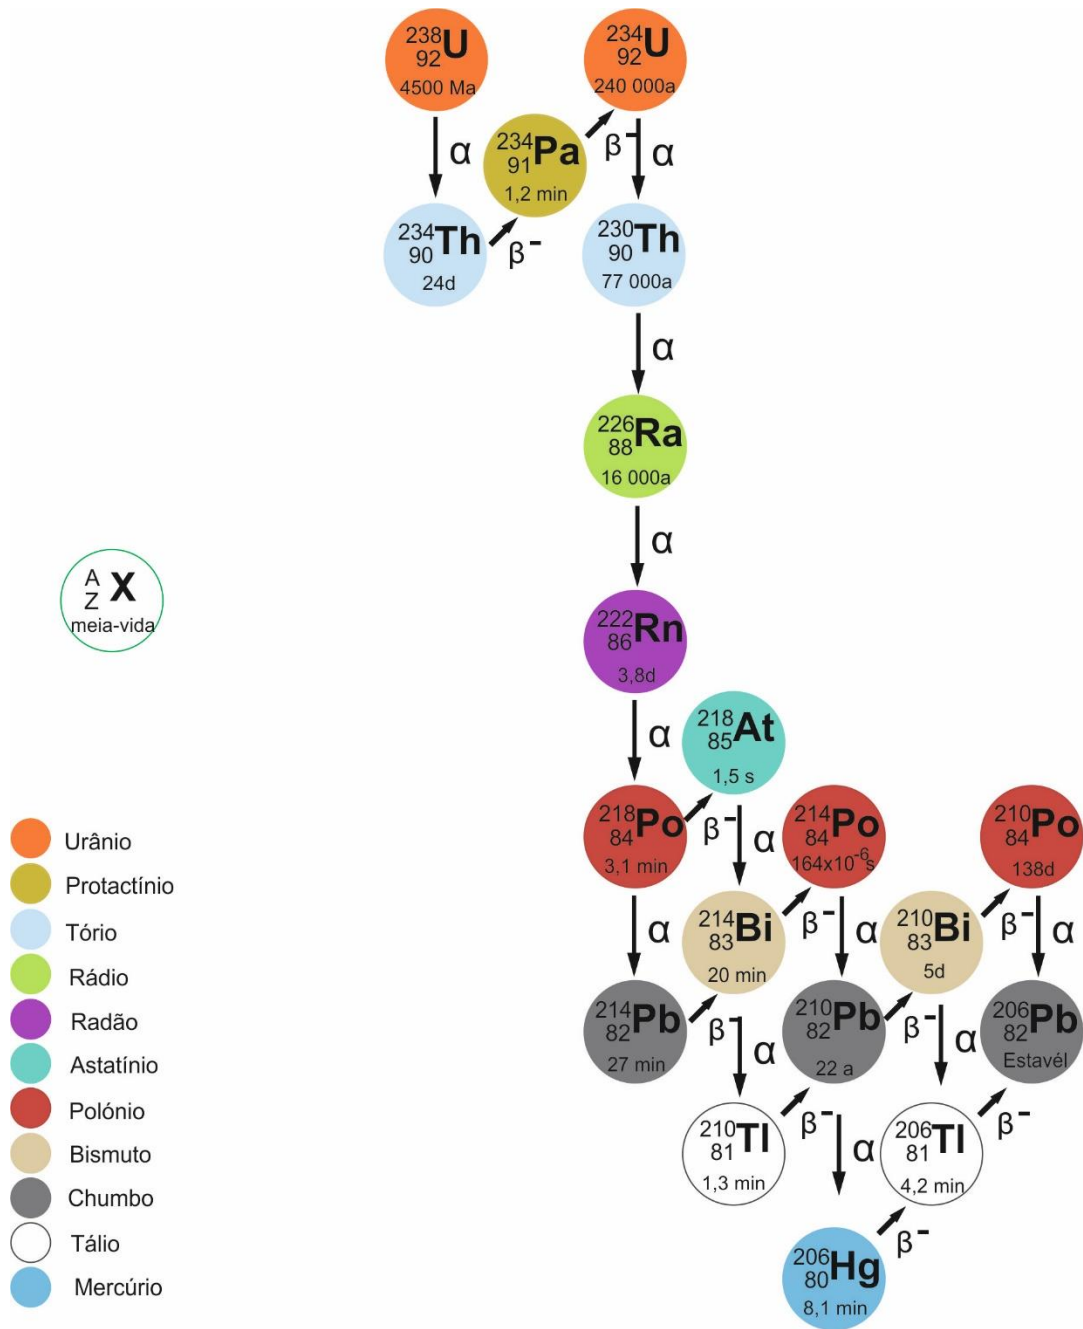 238
92 U
4500 Ma
234
92 U
240 000a
α
234
91 Pa
1,2 min
β-
α
234
90 Th
24d
β-
230
90 Th
77 000a
α
226
88 Ra
16 000a
α
A
Z X
meia-vida
222
86 Rn
3,8d
α
218
85 At
1,5 s
218
84 Po
3,1 min
β-
α
214
84 Po
164x10-6s
210
84 Po
138d
α
214
83 Bi
20 min
β-
α
210
83 Bi
5d
β-
α
214
82 Pb
27 min
β-
α
210
82 Pb
22 a
β-
α
206
82 Pb
Estavél
210
81 Tl
1,3 min
β-
α
206
81 Tl
4,2 min
β-
206
80 Hg
8,1 min
β-
Urânio
Protactínio
Tório
Rádio
Radão
Astatínio
Polónio
Bismuto
Chumbo
Tálio
Mercúrio